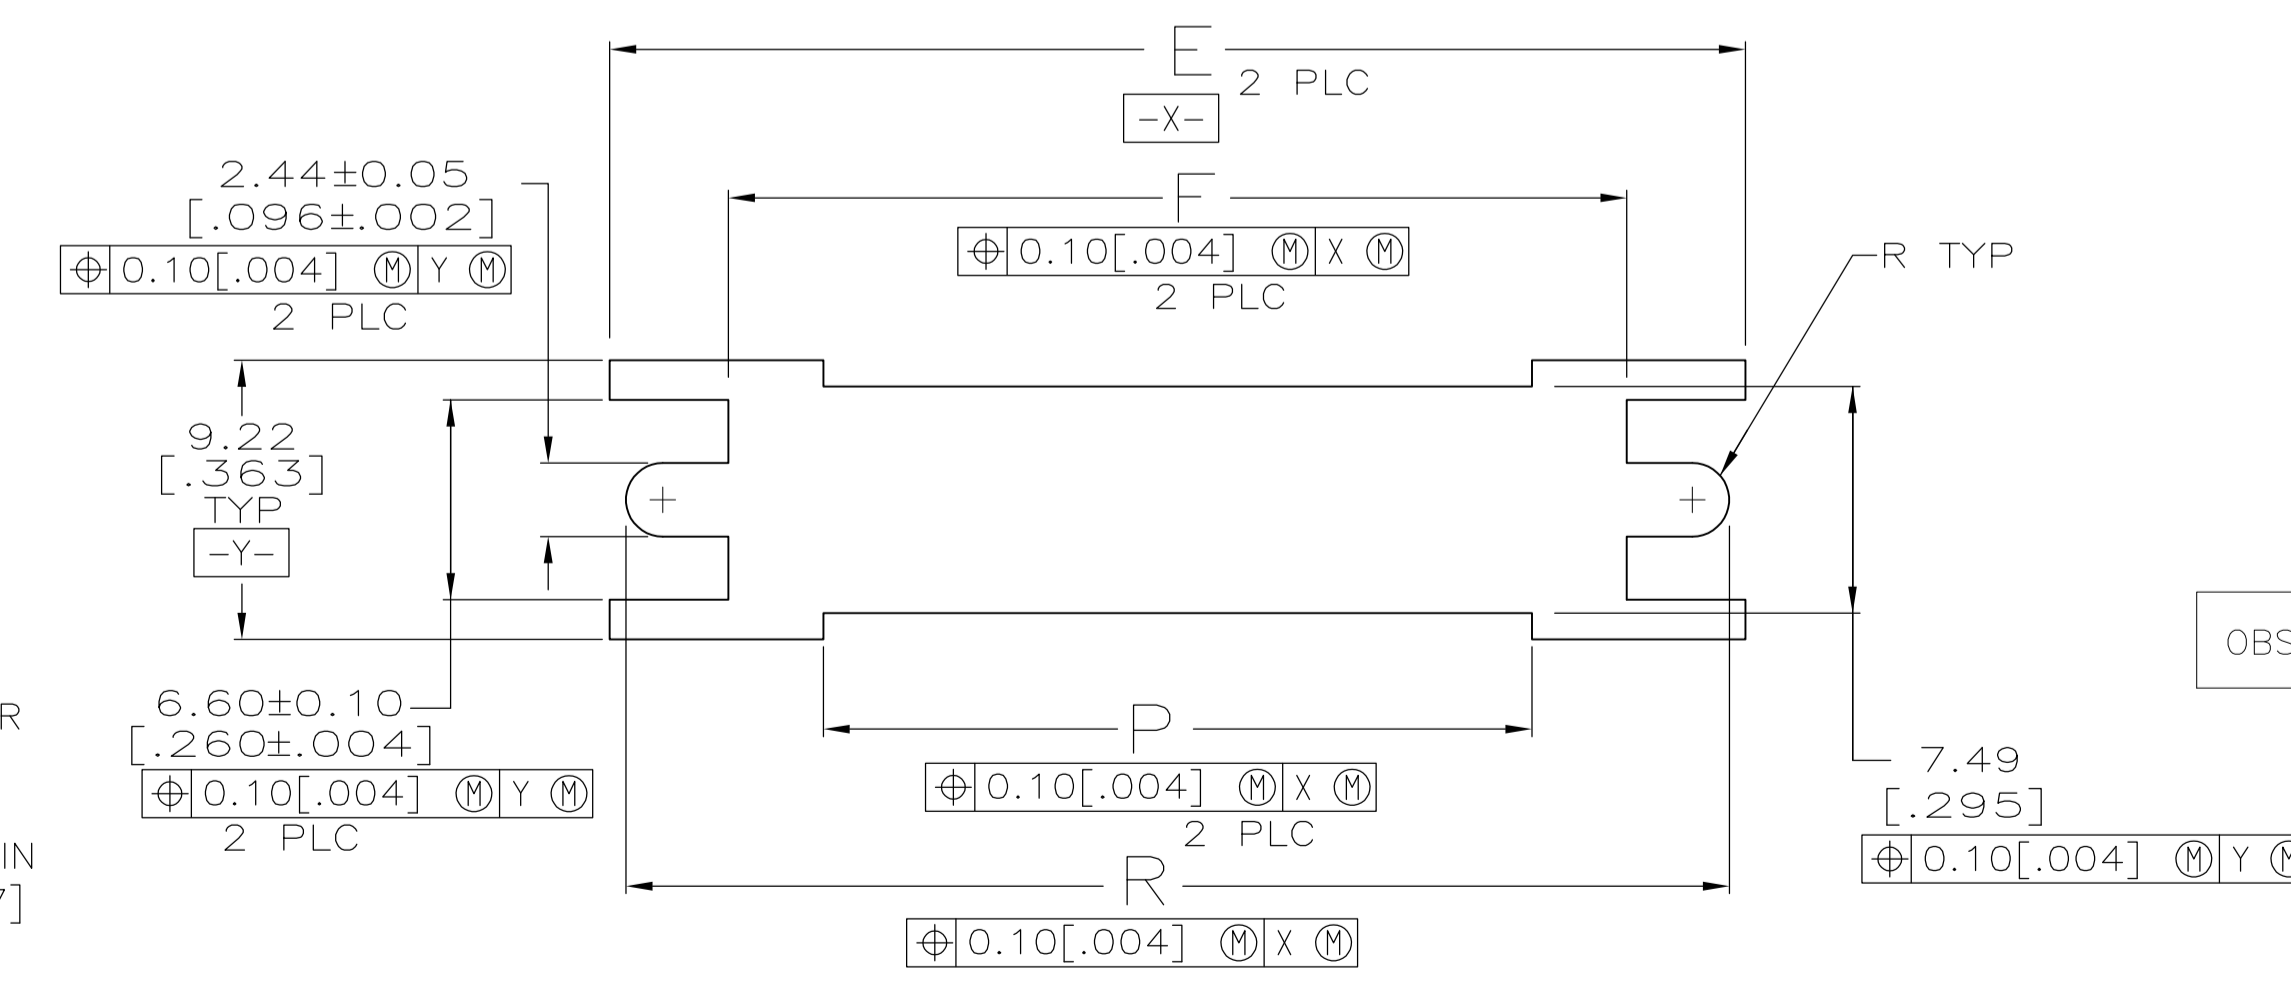 E
2 PLC
-X-
2.44±0.05
[.096±.002]
⌖ 0.10[.004] Ⓜ Y Ⓜ
2 PLC
F
⌖ 0.10[.004] Ⓜ X Ⓜ
2 PLC
R TYP
9.22
[.363]
TYP
-Y-
OBS
6.60±0.10
[.260±.004]
⌖ 0.10[.004] Ⓜ Y Ⓜ
2 PLC
R
IN
7]
P
⌖ 0.10[.004] Ⓜ X Ⓜ
2 PLC
R
⌖ 0.10[.004] Ⓜ X Ⓜ
7.49
[.295]
⌖ 0.10[.004] Ⓜ Y Ⓜ